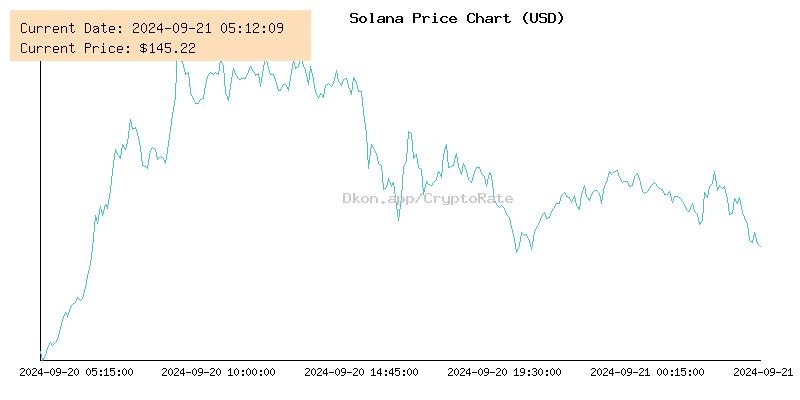 Solana Price Chart (USD)
Current Date: 2024-09-21 05:12:09
Current Price: $145.22
Dkon.app/CryptoRate
2024-09-20 05:15:00
2024-09-20 10:00:00
2024-09-20 14:45:00
2024-09-20 19:30:00
2024-09-21 00:15:00
2024-09-21